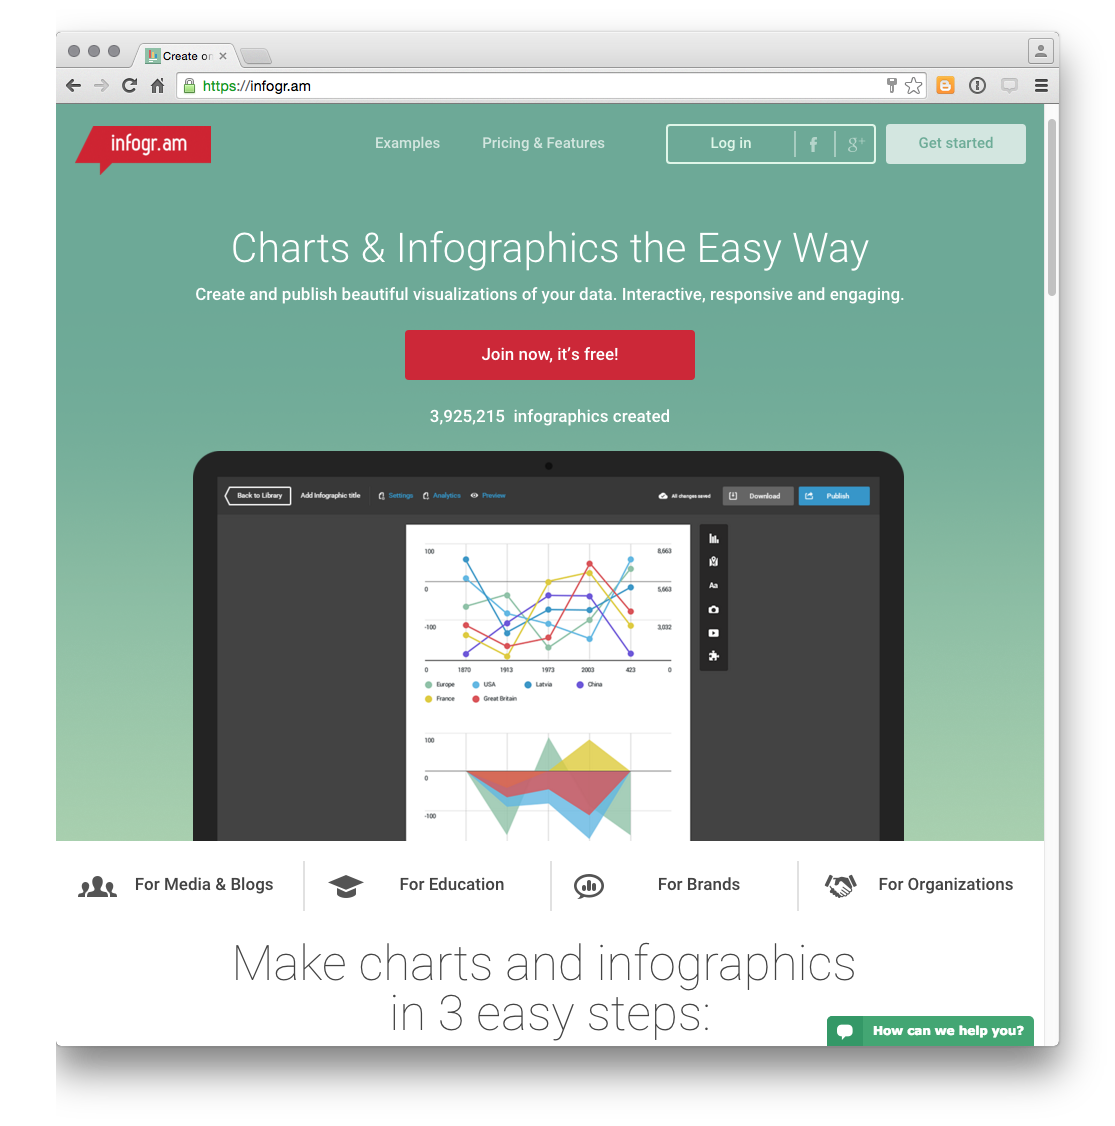 Create on
https://infogr.am
infogr.am
Examples
Pricing & Features
Log in
f
g+
Get started
Charts & Infographics the Easy Way
Create and publish beautiful visualizations of your data. Interactive, responsive and engaging.
Join now, it's free!
3,925,215 infographics created
Back to Library
Add Infographic title
Settings
Analytics
Preview
All changes saved
Download
Publish
Aa
100
8,663
0
5,663
-100
3,032
0 1870 1913 1973 2003 423 0
Europe USA Latvia China
France Great Britain
100
0
-100
For Media & Blogs
For Education
For Brands
For Organizations
Make charts and infographics
in 3 easy steps:
How can we help you?